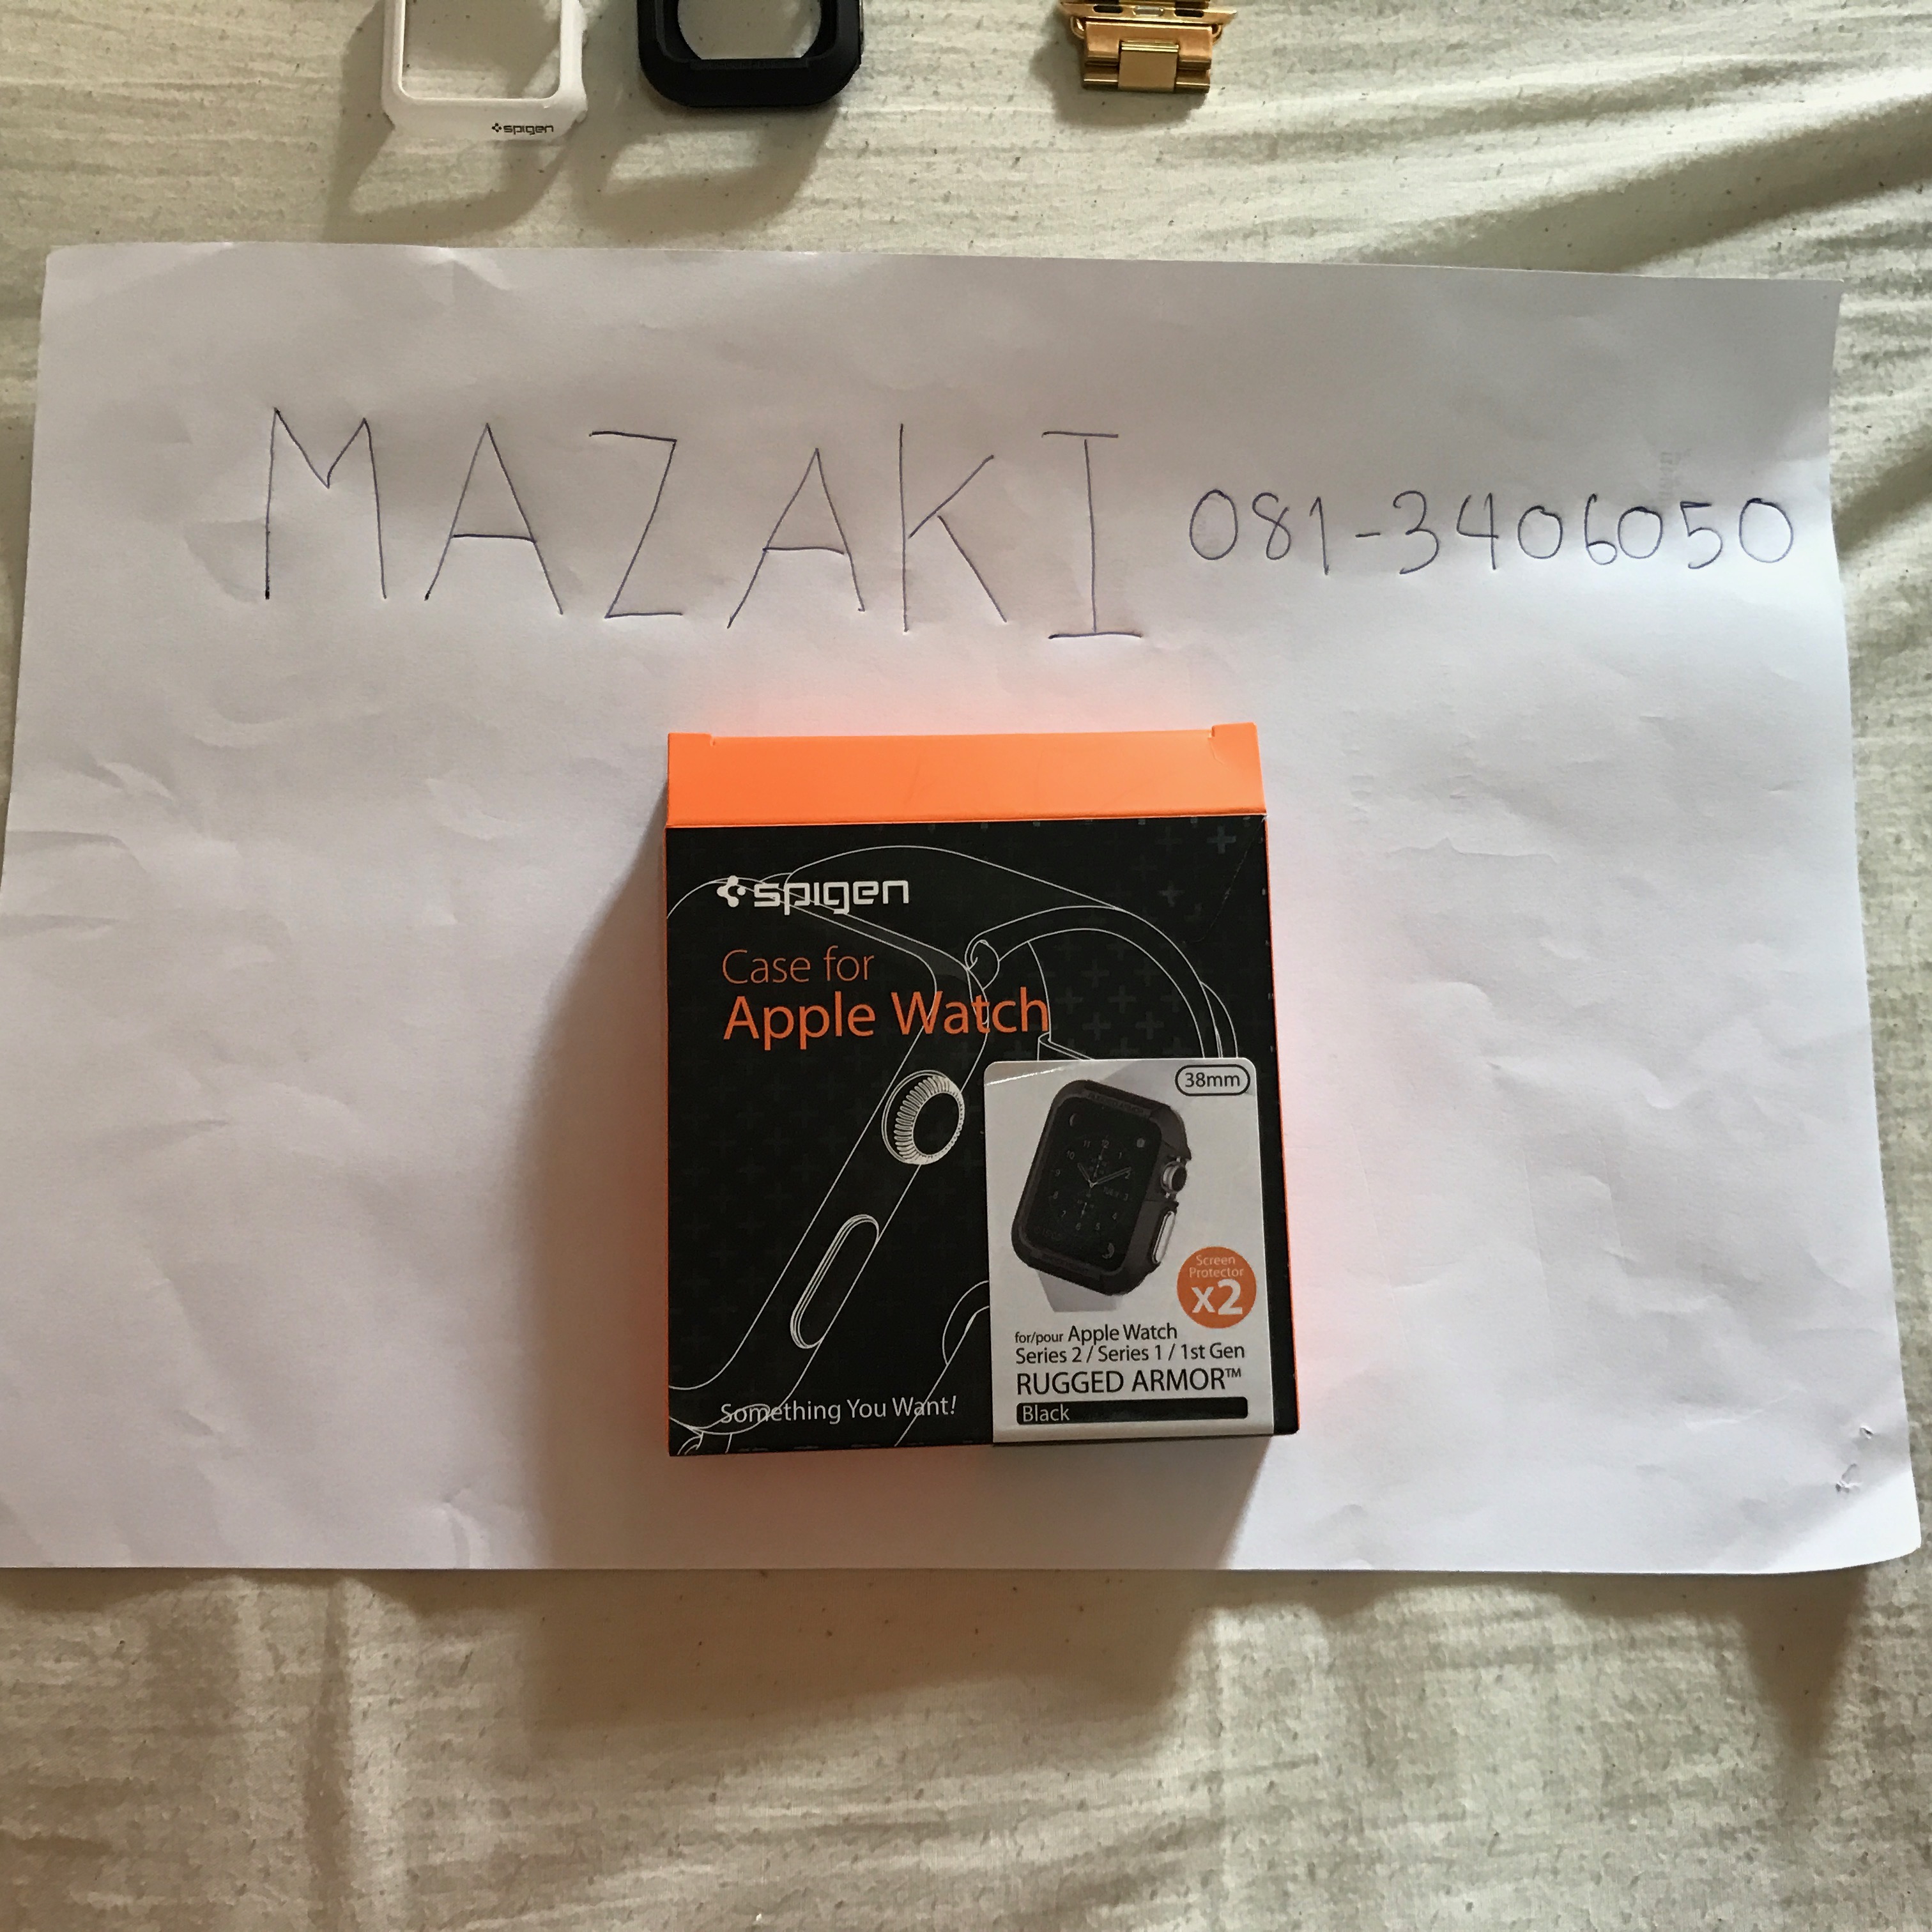 spigen
MAZAKI 081-3406050
spigen
Case for
Apple Watch
38mm
Screen
Protector
x2
for/pour Apple Watch
Series 2 / Series 1 / 1st Gen
RUGGED ARMOR™
Black
Something You Want!